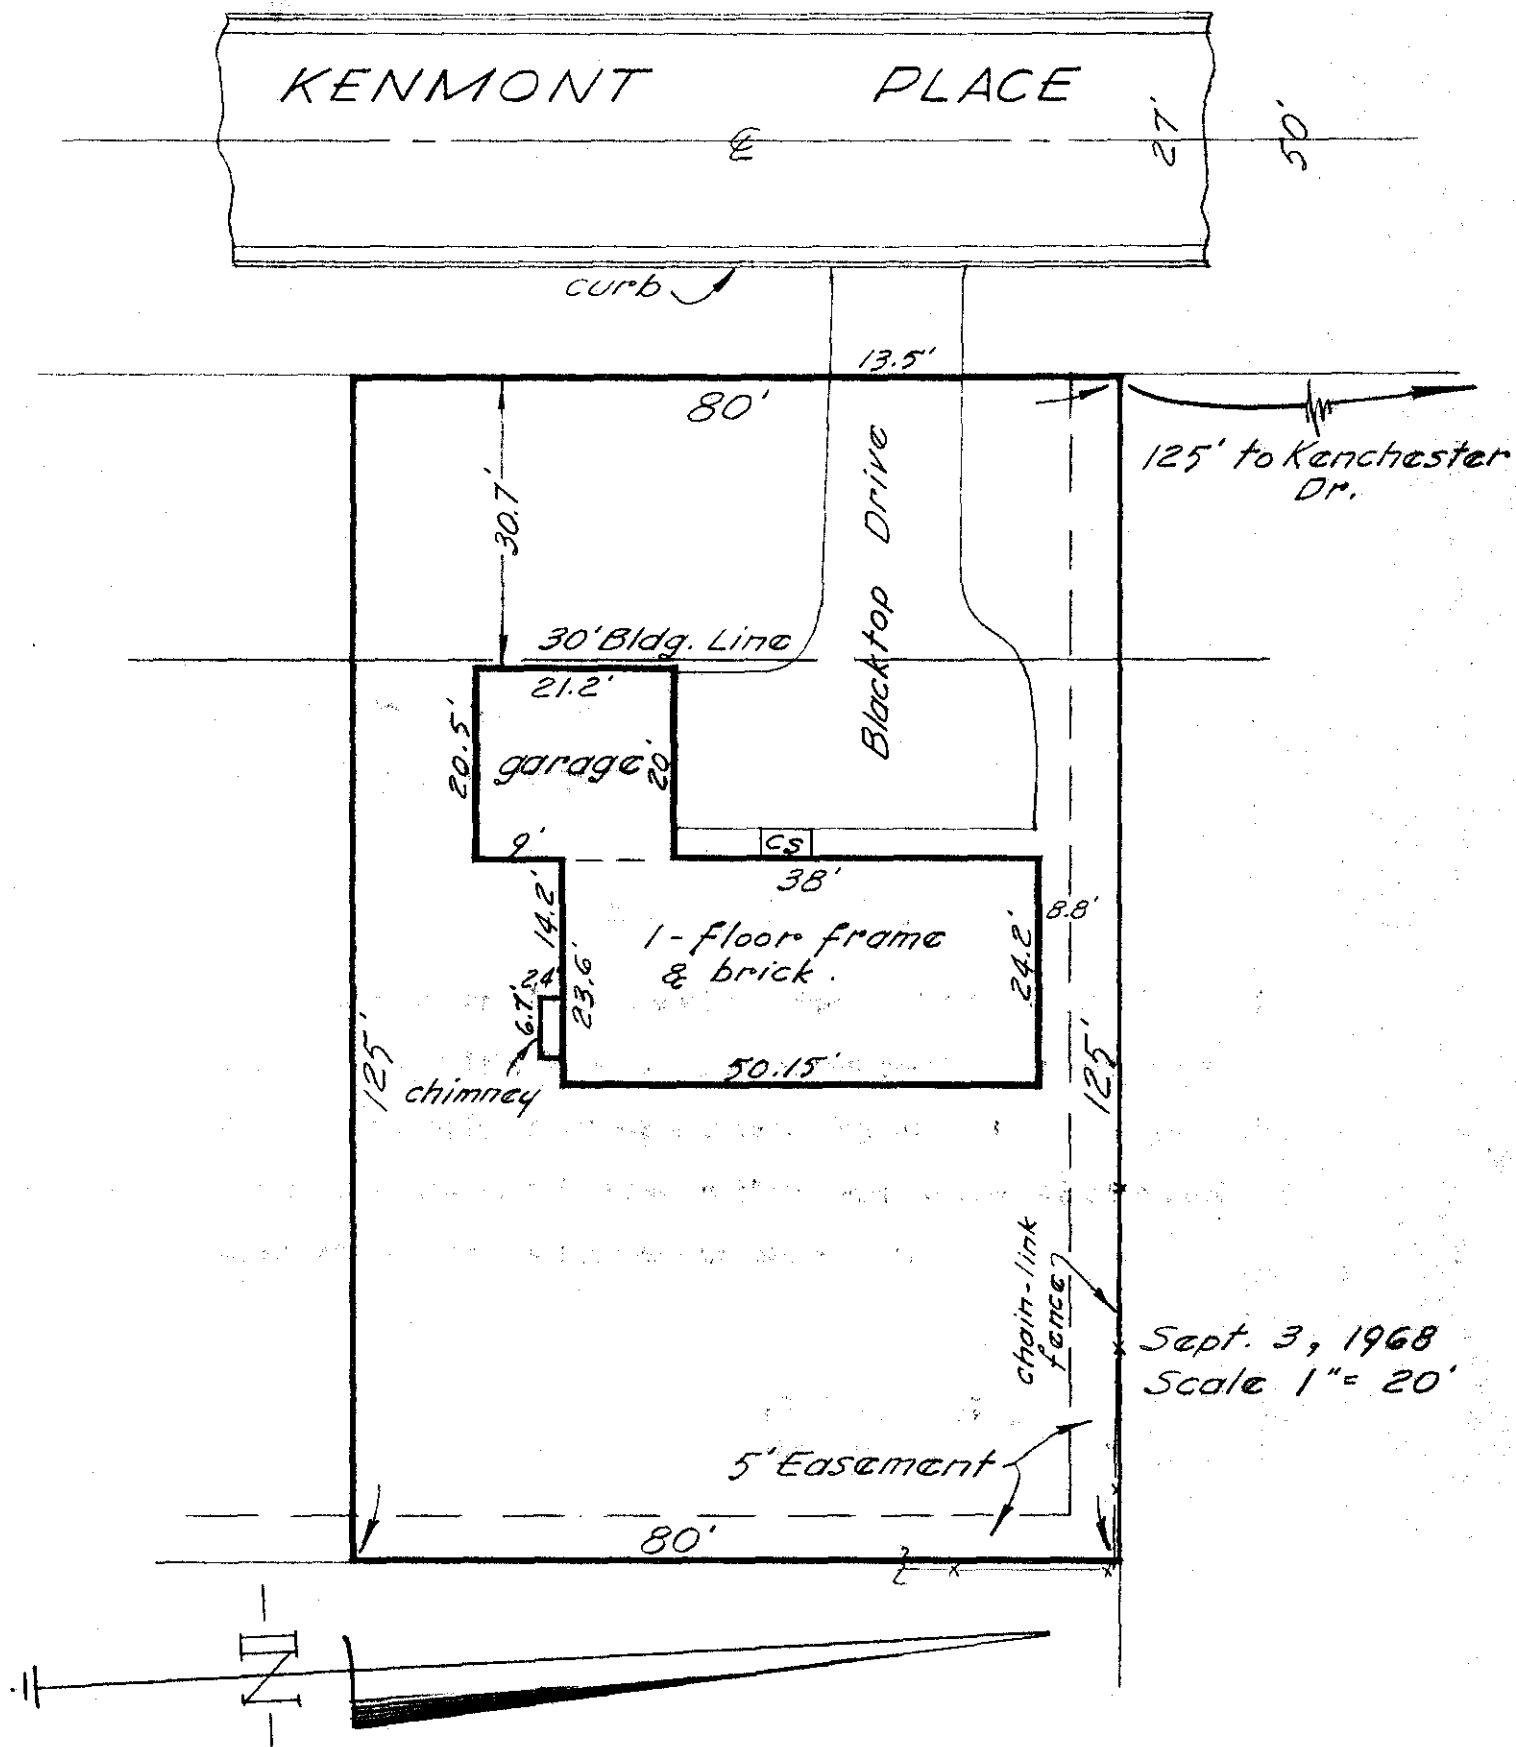 KENMONT PLACE
27'
50'
℄
curb
13.5'
80'
125' to Kenchester
Dr.
30.7'
Blacktop Drive
30' Bldg. Line
21.2'
20.5'
garage
20'
9'
cs
38'
14.2'
8.8'
1-floor frame
& brick.
24.2'
2.4'
6.7'
23.6'
chimney
50.15'
125'
125'
chain-link
fence
Sept. 3, 1968
Scale 1" = 20'
5' Easement
80'
N